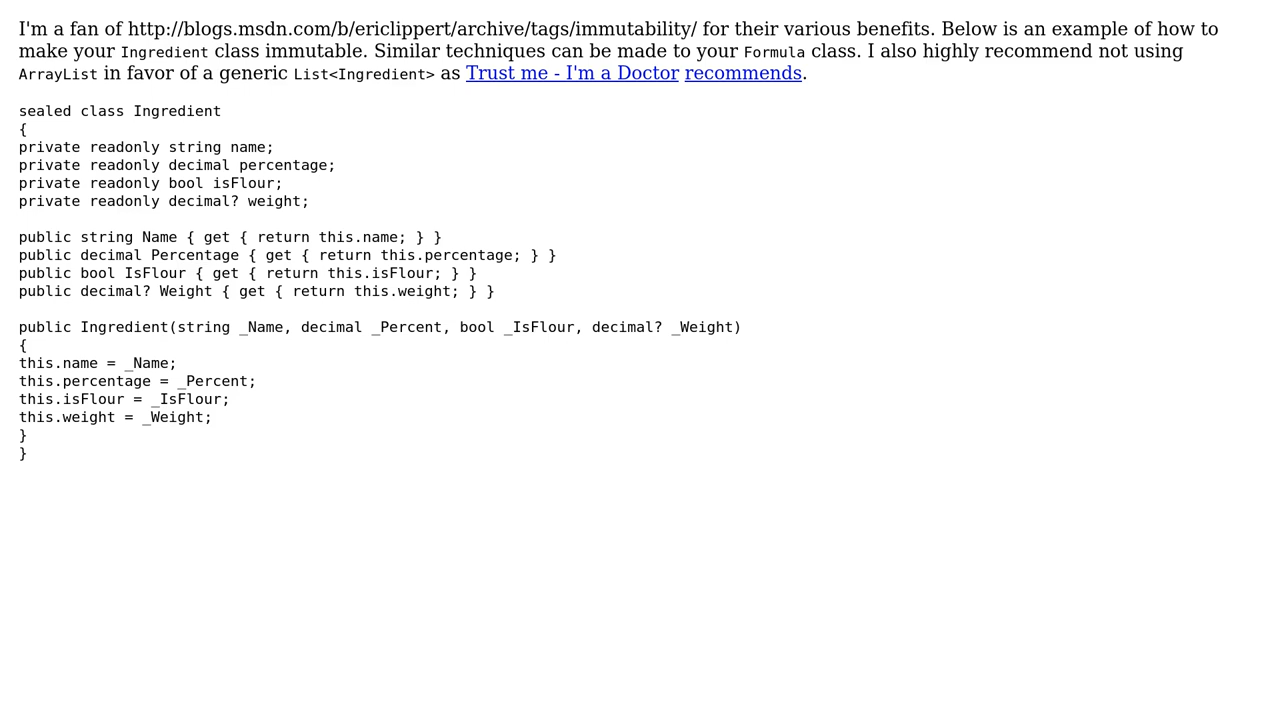 I'm a fan of http://blogs.msdn.com/b/ericlippert/archive/tags/immutability/ for their various benefits. Below is an example of how to
make your Ingredient class immutable. Similar techniques can be made to your Formula class. I also highly recommend not using
ArrayList in favor of a generic List<Ingredient> as Trust me - I'm a Doctor recommends.
sealed class Ingredient
{
private readonly string name;
private readonly decimal percentage;
private readonly bool isFlour;
private readonly decimal? weight;
public string Name { get { return this.name; } }
public decimal Percentage { get { return this.percentage; } }
public bool IsFlour { get { return this.isFlour; } }
public decimal? Weight { get { return this.weight; } }
public Ingredient(string _Name, decimal _Percent, bool _IsFlour, decimal? _Weight)
{
this.name = _Name;
this.percentage = _Percent;
this.isFlour = _IsFlour;
this.weight = _Weight;
}
}